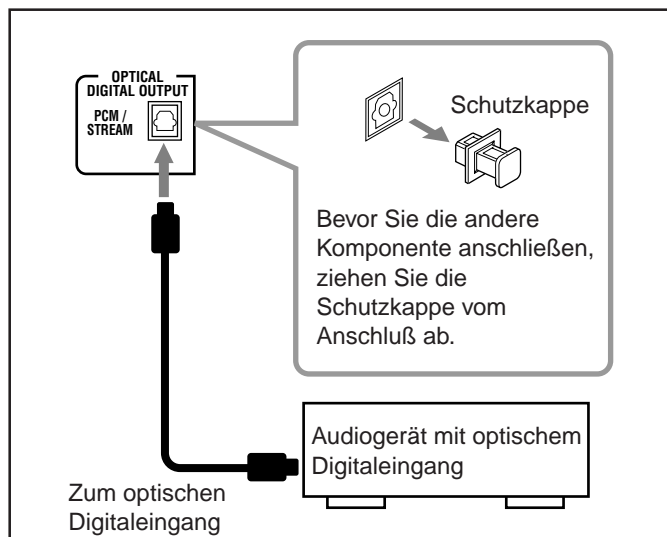 OPTICAL
DIGITAL OUTPUT
PCM /
STREAM
Schutzkappe
Bevor Sie die andere
Komponente anschließen,
ziehen Sie die
Schutzkappe vom
Anschluß ab.
Audiogerät mit optischem
Digitaleingang
Zum optischen
Digitaleingang